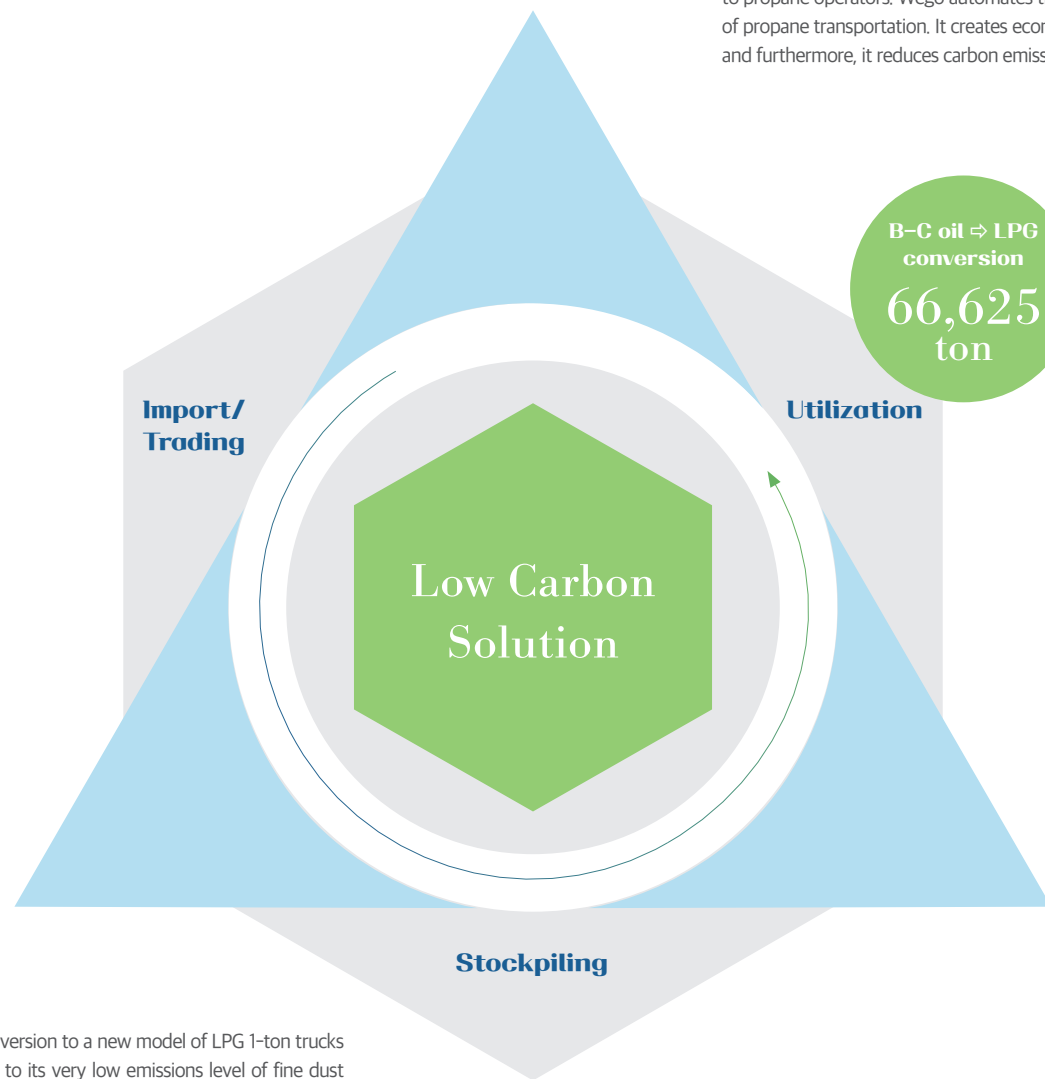 to propane operators. Wego automates t
of propane transportation. It creates econ
and furthermore, it reduces carbon emiss
B-C oil ⇨ LPG
conversion
66,625
ton
Import/
Trading
Utilization
Low Carbon
Solution
Stockpiling
version to a new model of LPG 1-ton trucks
to its very low emissions level of fine dust